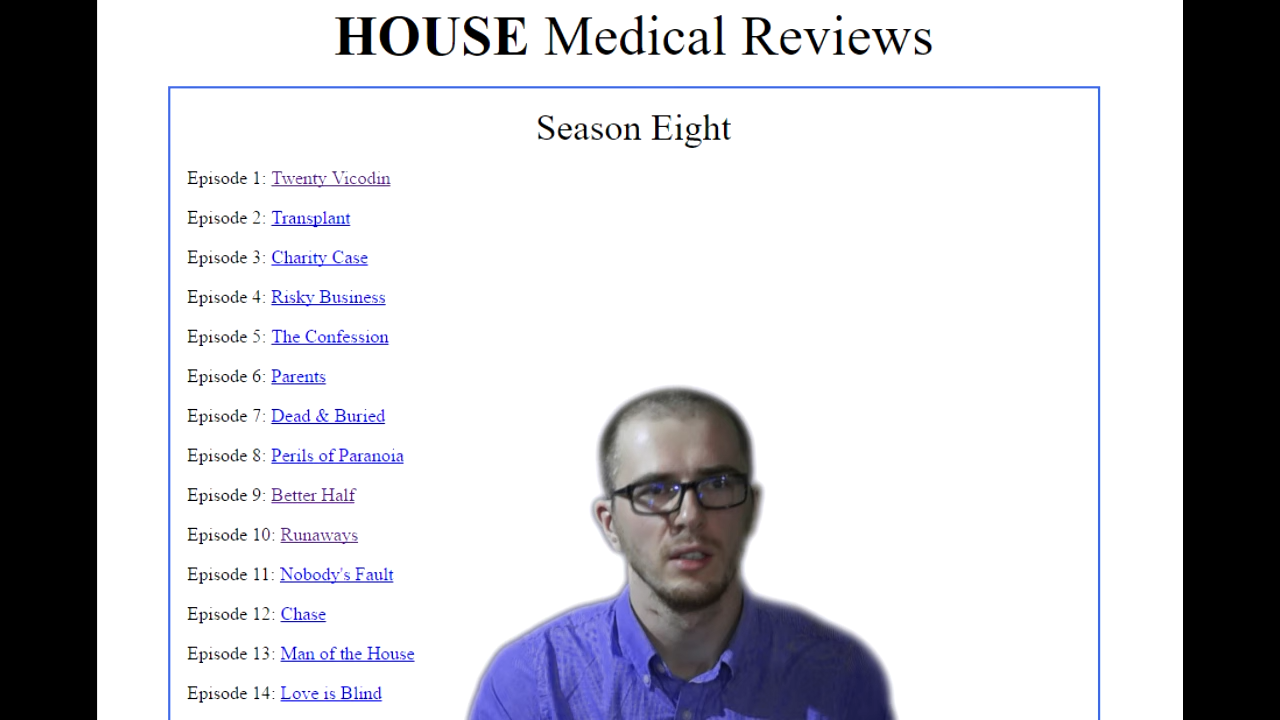 HOUSE Medical Reviews
Season Eight
Episode 1: Twenty Vicodin
Episode 2: Transplant
Episode 3: Charity Case
Episode 4: Risky Business
Episode 5: The Confession
Episode 6: Parents
Episode 7: Dead & Buried
Episode 8: Perils of Paranoia
Episode 9: Better Half
Episode 10: Runaways
Episode 11: Nobody's Fault
Episode 12: Chase
Episode 13: Man of the House
Episode 14: Love is Blind